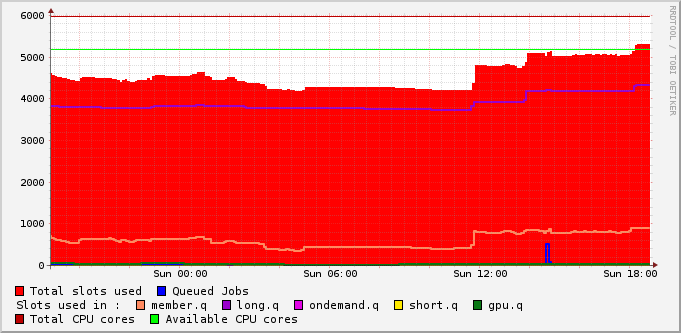 6000
5000
4000
3000
2000
1000
0
Sun 00:00 Sun 06:00 Sun 12:00 Sun 18:00
Total slots used Queued Jobs
Slots used in : member.q long.q ondemand.q short.q gpu.q
Total CPU cores Available CPU cores
RRDTOOL / TOBI OETIKER